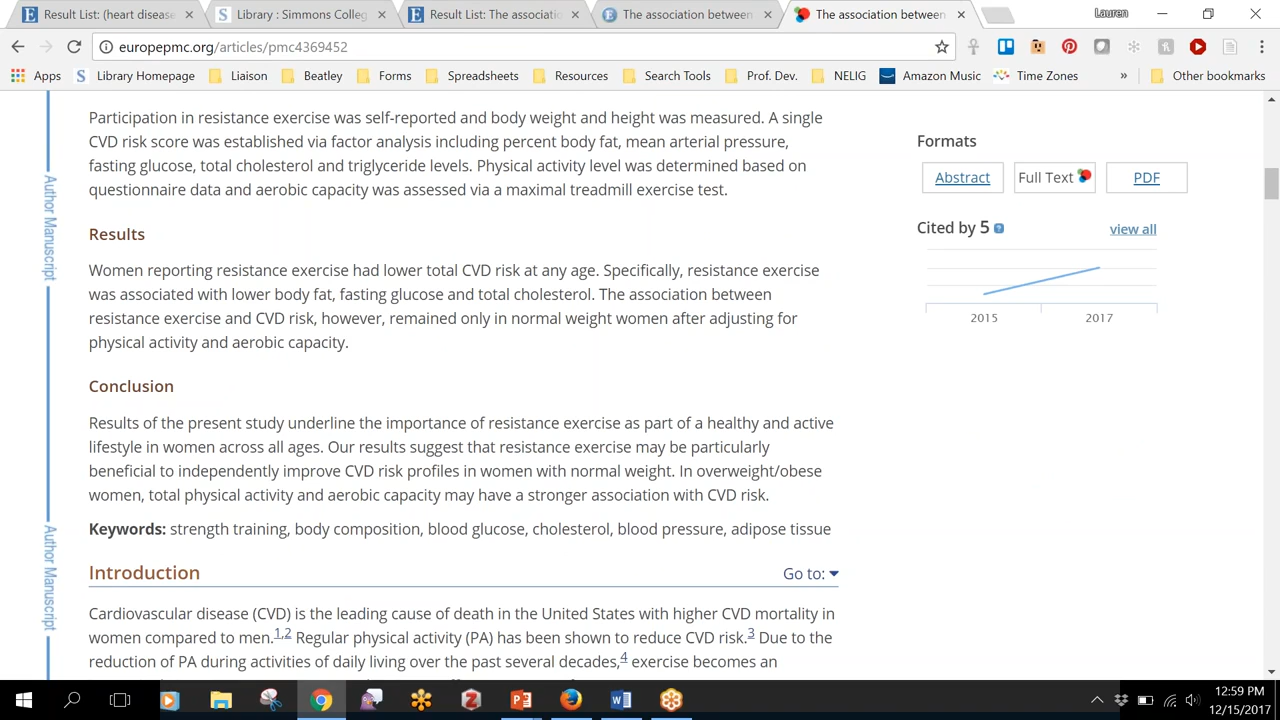 Result List: (heart disease
Library : Simmons Colleg
Result List: The associatio
The association between
The association between
Lauren
europepmc.org/articles/pmc4369452
Apps
Library Homepage
Liaison
Beatley
Forms
Spreadsheets
Resources
Search Tools
Prof. Dev.
NELIG
Amazon Music
Time Zones
»
Other bookmarks
Participation in resistance exercise was self-reported and body weight and height was measured. A single
CVD risk score was established via factor analysis including percent body fat, mean arterial pressure,
fasting glucose, total cholesterol and triglyceride levels. Physical activity level was determined based on
questionnaire data and aerobic capacity was assessed via a maximal treadmill exercise test.
Results
Women reporting resistance exercise had lower total CVD risk at any age. Specifically, resistance exercise
was associated with lower body fat, fasting glucose and total cholesterol. The association between
resistance exercise and CVD risk, however, remained only in normal weight women after adjusting for
physical activity and aerobic capacity.
Conclusion
Results of the present study underline the importance of resistance exercise as part of a healthy and active
lifestyle in women across all ages. Our results suggest that resistance exercise may be particularly
beneficial to independently improve CVD risk profiles in women with normal weight. In overweight/obese
women, total physical activity and aerobic capacity may have a stronger association with CVD risk.
Keywords: strength training, body composition, blood glucose, cholesterol, blood pressure, adipose tissue
Introduction
Go to:
Cardiovascular disease (CVD) is the leading cause of death in the United States with higher CVD mortality in
women compared to men.1,2 Regular physical activity (PA) has been shown to reduce CVD risk.3 Due to the
reduction of PA during activities of daily living over the past several decades,4 exercise becomes an
Author Manuscript
Author Manuscript
Formats
Abstract
Full Text
PDF
Cited by 5
view all
2015
2017
12:59 PM
12/15/2017